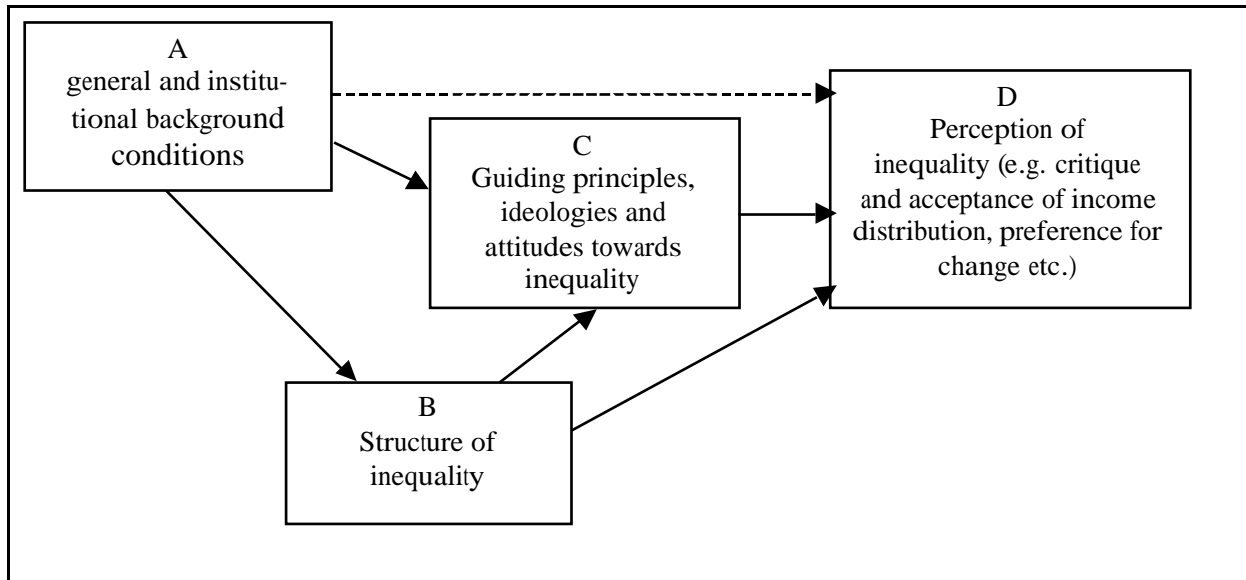 A
general and institu-
tional background
conditions
C
Guiding principles,
ideologies and
attitudes towards
inequality
D
Perception of
inequality (e.g. critique
and acceptance of income
distribution, preference for
change etc.)
B
Structure of
inequality